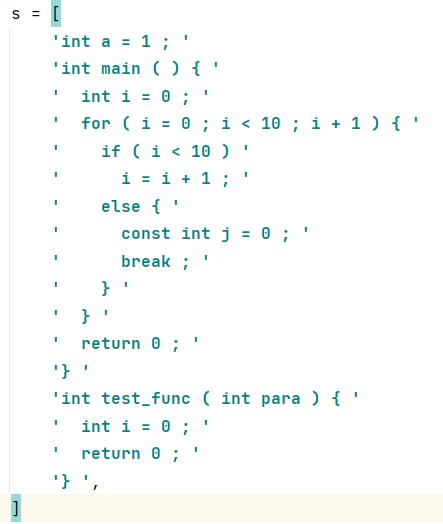 s = [
    'int a = 1 ; '
    'int main ( ) { '
    '  int i = 0 ; '
    '  for ( i = 0 ; i < 10 ; i + 1 ) { '
    '    if ( i < 10 ) '
    '      i = i + 1 ; '
    '    else { '
    '      const int j = 0 ; '
    '      break ; '
    '    } '
    '  } '
    '  return 0 ; '
    '} '
    'int test_func ( int para ) { '
    '  int i = 0 ; '
    '  return 0 ; '
    '} ',
]